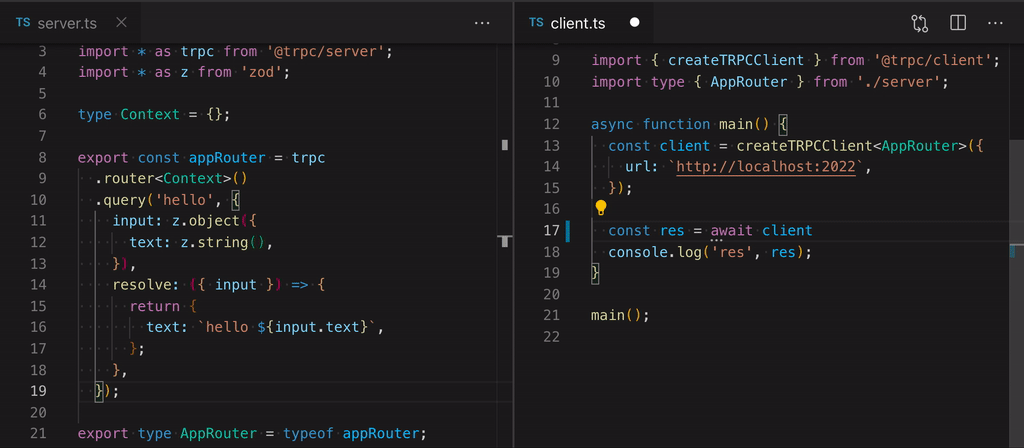 TS server.ts
3 import * as trpc from '@trpc/server';
4 import * as z from 'zod';
5
6 type Context = {};
7
8 export const appRouter = trpc
9 .router<Context>()
10 .query('hello', {
11 input: z.object({
12 text: z.string(),
13 }),
14 resolve: ({ input }) => {
15 return {
16 text: `hello ${input.text}`,
17 };
18 },
19 });
20
21 export type AppRouter = typeof appRouter;
TS client.ts
9 import { createTRPCClient } from '@trpc/client';
10 import type { AppRouter } from './server';
11
12 async function main() {
13 const client = createTRPCClient<AppRouter>({
14 url: `http://localhost:2022`,
15 });
16
17 const res = await client
18 console.log('res', res);
19 }
20
21 main();
22